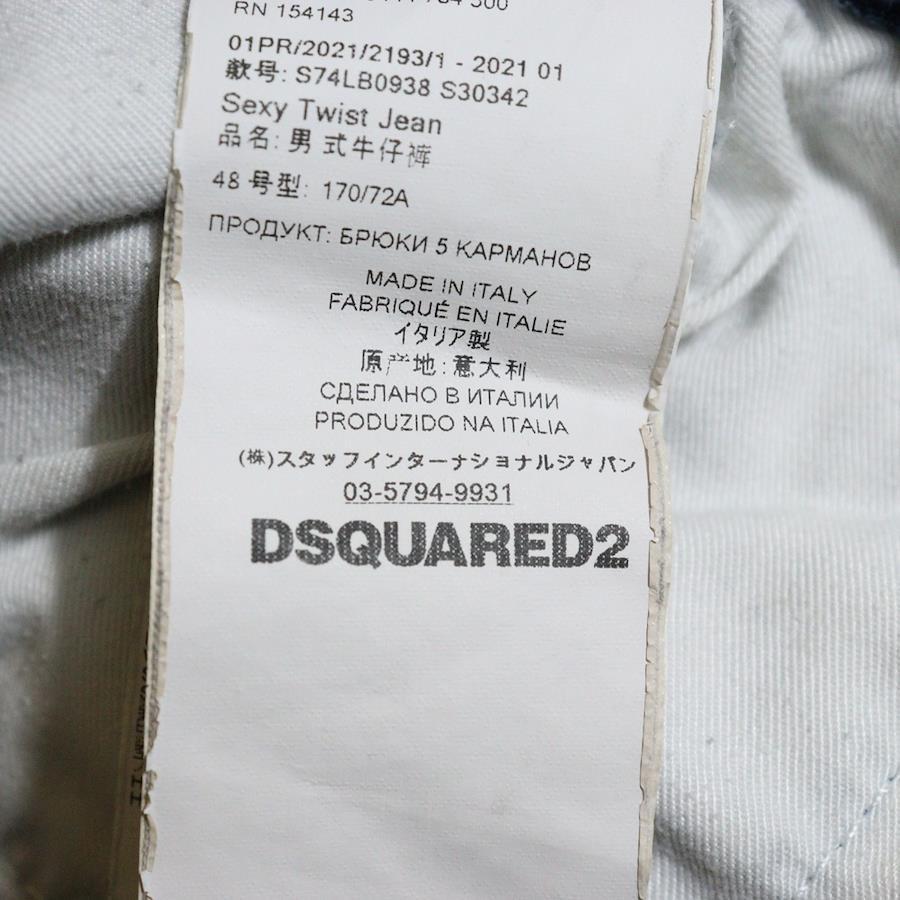 RN 154143
01PR/2021/2193/1 - 2021 01
款号: S74LB0938 S30342
Sexy Twist Jean
品名: 男 式牛仔裤
48 号型: 170/72A
ПРОДУКТ: БРЮКИ 5 КАРМАНОВ
MADE IN ITALY
FABRIQUÉ EN ITALIE
イタリア製
原产地: 意大利
СДЕЛАНО В ИТАЛИИ
PRODUZIDO NA ITALIA
(株)スタッフインターナショナルジャパン
03-5794-9931
DSQUARED2